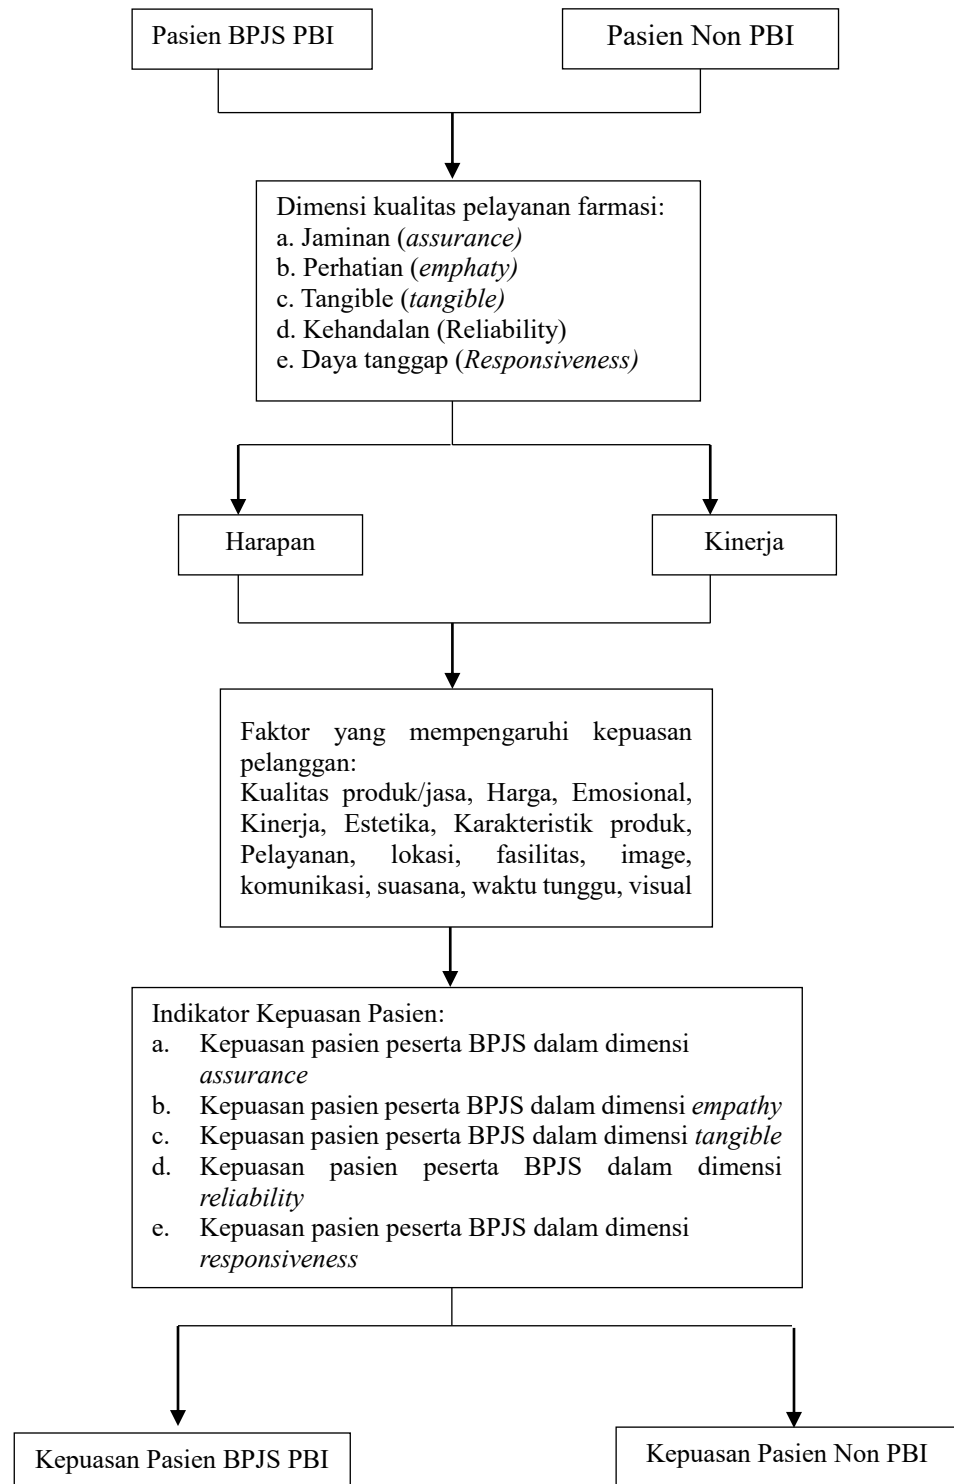 Pasien BPJS PBI
Pasien Non PBI
Dimensi kualitas pelayanan farmasi:
a. Jaminan (assurance)
b. Perhatian (emphaty)
c. Tangible (tangible)
d. Kehandalan (Reliability)
e. Daya tanggap (Responsiveness)
Harapan
Kinerja
Faktor yang mempengaruhi kepuasan
pelanggan:
Kualitas produk/jasa, Harga, Emosional,
Kinerja, Estetika, Karakteristik produk,
Pelayanan, lokasi, fasilitas, image,
komunikasi, suasana, waktu tunggu, visual
Indikator Kepuasan Pasien:
a. Kepuasan pasien peserta BPJS dalam dimensi
assurance
b. Kepuasan pasien peserta BPJS dalam dimensi empathy
c. Kepuasan pasien peserta BPJS dalam dimensi tangible
d. Kepuasan pasien peserta BPJS dalam dimensi
reliability
e. Kepuasan pasien peserta BPJS dalam dimensi
responsiveness
Kepuasan Pasien BPJS PBI
Kepuasan Pasien Non PBI